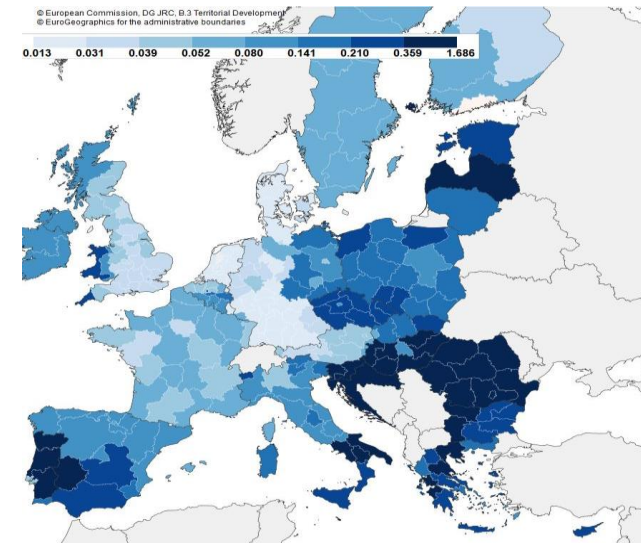 © European Commission, DG JRC, B.3 Territorial Development
© EuroGeographics for the administrative boundaries
0.013 0.031 0.039 0.052 0.080 0.141 0.210 0.359 1.686